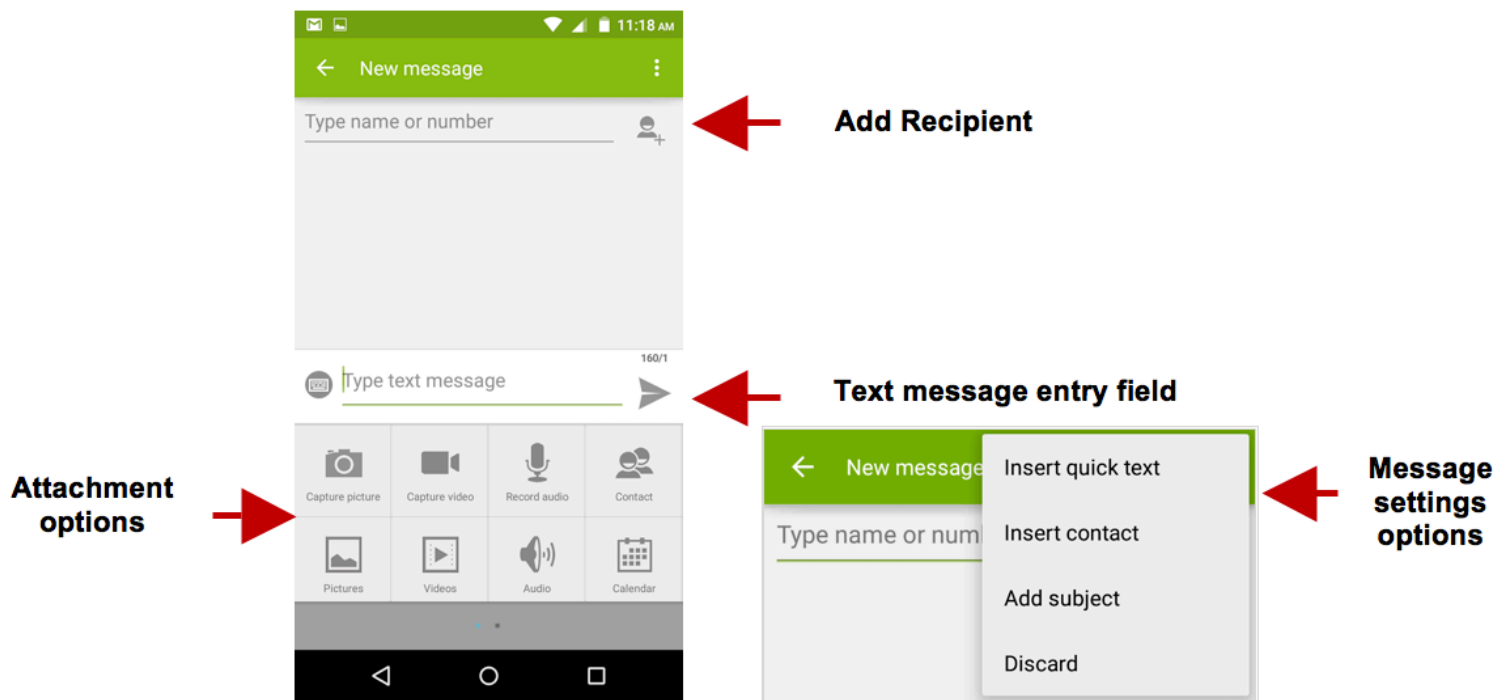 11:18 AM
New message
Type name or number
Add Recipient
160/1
Type text message
Text message entry field
Capture picture
Capture video
Record audio
Contact
Attachment
options
Pictures
Videos
Audio
Calendar
New message
Type name or num
Insert quick text
Insert contact
Add subject
Discard
Message
settings
options